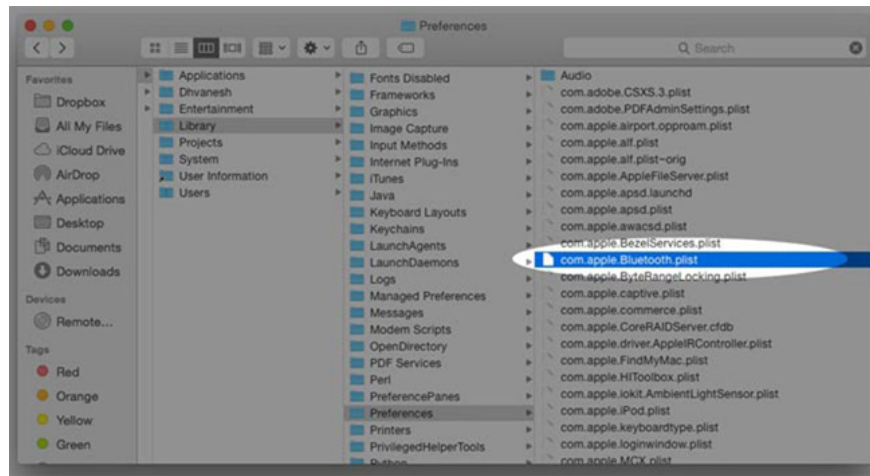 Preferences
Search
Favorites
Dropbox
All My Files
iCloud Drive
AirDrop
Applications
Desktop
Documents
Downloads
Devices
Remote...
Tags
Red
Orange
Yellow
Green
Applications
Dhvanesh
Entertainment
Library
Projects
System
User Information
Users
Fonts Disabled
Frameworks
Graphics
Image Capture
Input Methods
Internet Plug-Ins
iTunes
Java
Keyboard Layouts
Keychains
LaunchAgents
LaunchDaemons
Logs
Managed Preferences
Messages
Modem Scripts
OpenDirectory
PDF Services
Perl
PreferencePanes
Preferences
Printers
PrivilegedHelperTools
Python
Audio
com.adobe.CSXS.3.plist
com.adobe.PDFAdminSettings.plist
com.apple.airport.opproam.plist
com.apple.alf.plist
com.apple.alf.plist~orig
com.apple.AppleFileServer.plist
com.apple.apsd.launchd
com.apple.apsd.plist
com.apple.awacsd.plist
com.apple.BezelServices.plist
com.apple.Bluetooth.plist
com.apple.ByteRangeLocking.plist
com.apple.captive.plist
com.apple.commerce.plist
com.apple.CoreRAIDServer.cfdb
com.apple.driver.AppleIRController.plist
com.apple.FindMyMac.plist
com.apple.HIToolbox.plist
com.apple.iokit.AmbientLightSensor.plist
com.apple.iPod.plist
com.apple.keyboardtype.plist
com.apple.loginwindow.plist
com.apple.MCX.plist